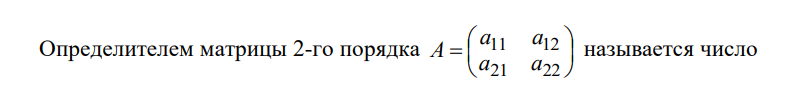 Определителем матрицы 2-го порядка A = ( a11 a12 ; a21 a22 ) называется число